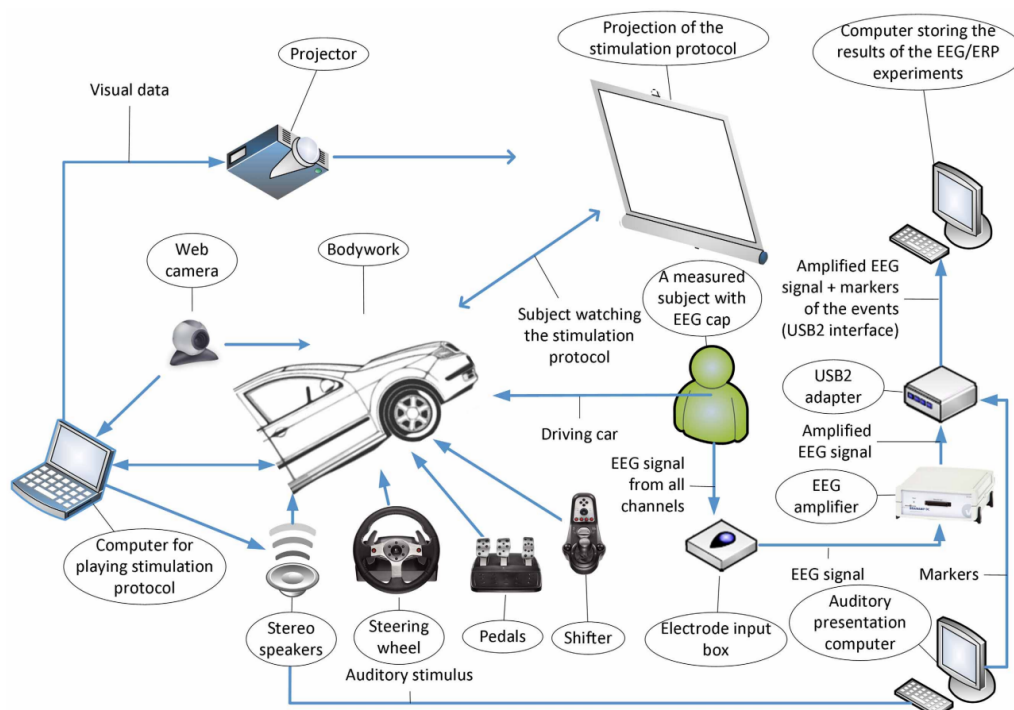 Projection of the
stimulation protocol
Computer storing the
results of the EEG/ERP
experiments
Projector
Visual data
Web
camera
Bodywork
A measured
subject with
EEG cap
Amplified EEG
signal + markers
of the events
(USB2 interface)
Subject watching
the stimulation
protocol
USB2
adapter
Driving car
Amplified
EEG signal
EEG signal
from all
channels
EEG
amplifier
Computer for
playing stimulation
protocol
EEG signal
Markers
Stereo
speakers
Steering
wheel
Pedals
Shifter
Electrode input
box
Auditory
presentation
computer
Auditory stimulus